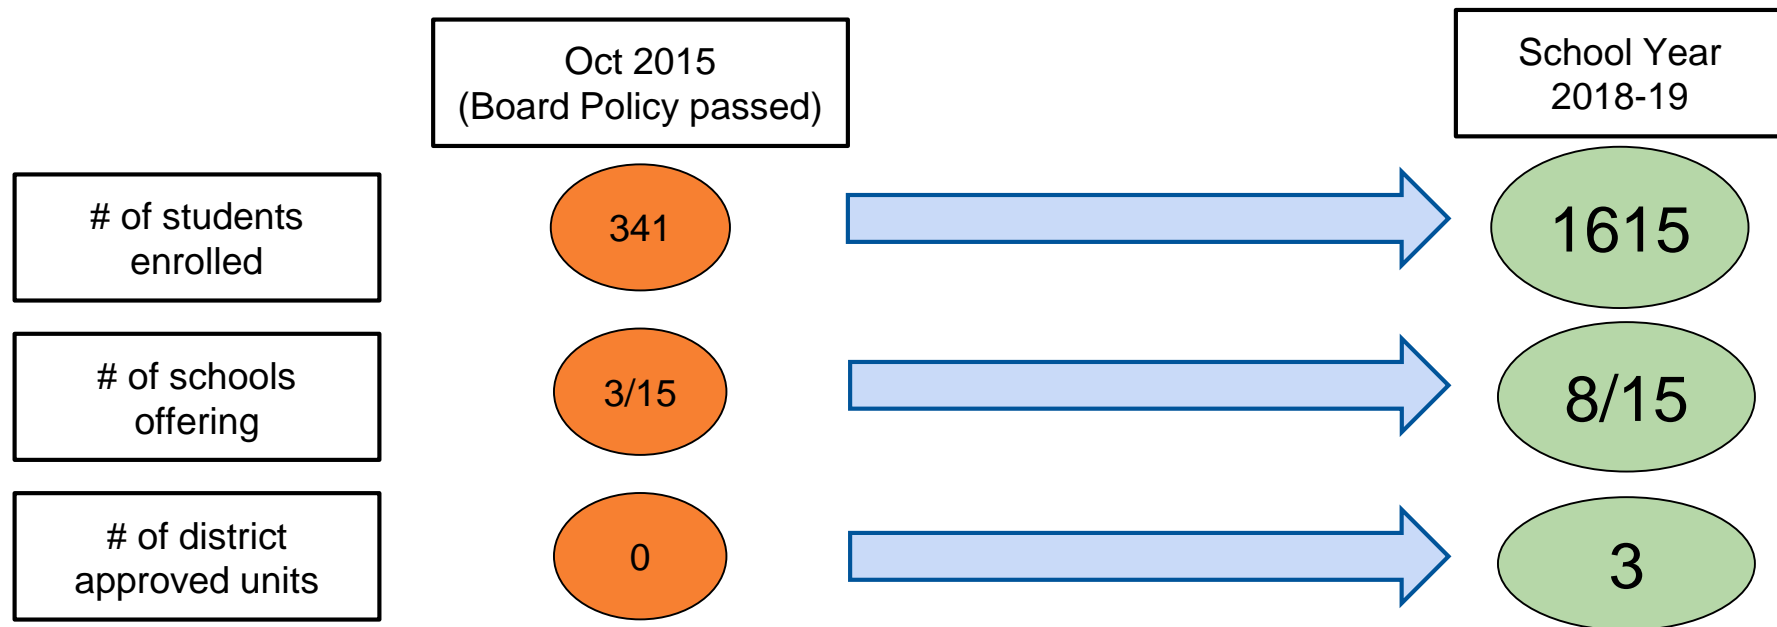 Oct 2015
(Board Policy passed)
School Year
2018-19
# of students
enrolled
341
1615
# of schools
offering
3/15
8/15
# of district
approved units
0
3